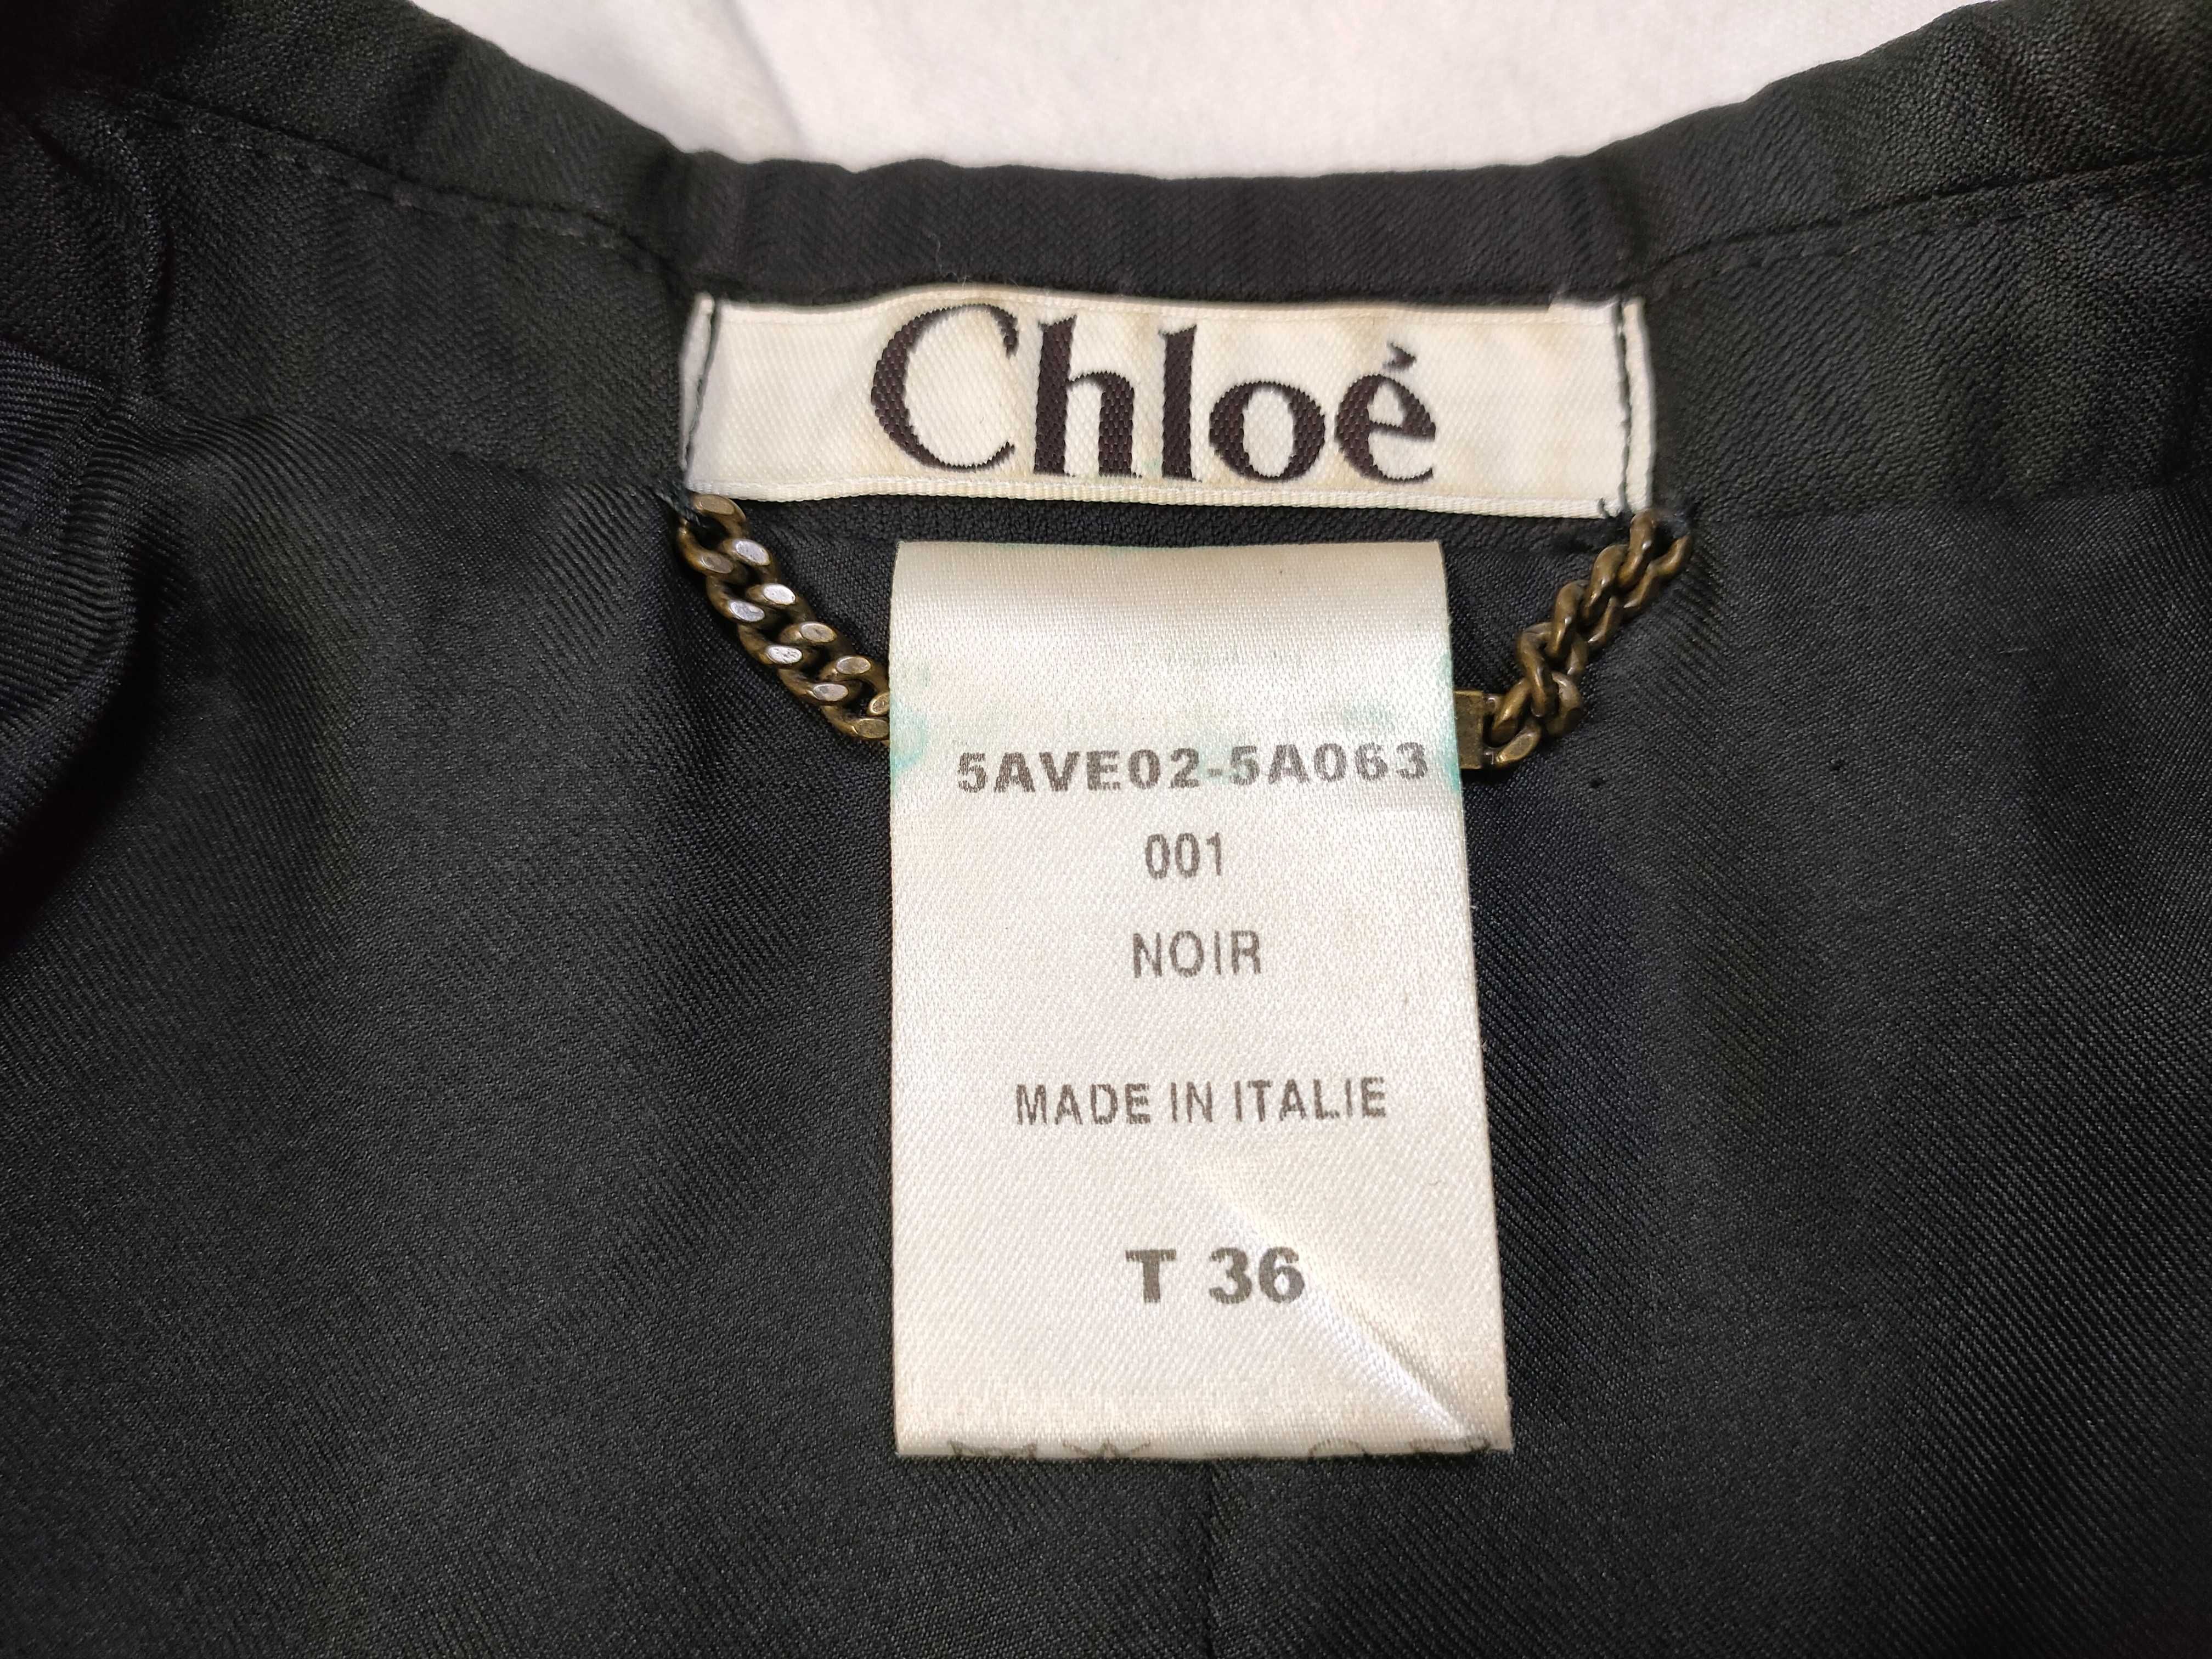 Chloé
5AVE02-5A063
001
NOIR
MADE IN ITALIE
T 36